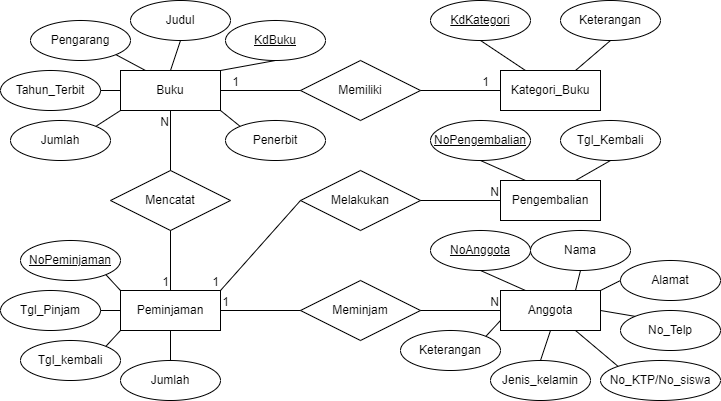 Judul
KdKategori
Keterangan
Pengarang
KdBuku
Tahun_Terbit
Buku
1
Memiliki
1
Kategori_Buku
N
Jumlah
Penerbit
NoPengembalian
Tgl_Kembali
Mencatat
Melakukan
N
Pengembalian
NoPeminjaman
NoAnggota
Nama
1
1
Alamat
Tgl_Pinjam
Peminjaman
1
Meminjam
N
Anggota
No_Telp
Tgl_kembali
Keterangan
Jumlah
Jenis_kelamin
No_KTP/No_siswa